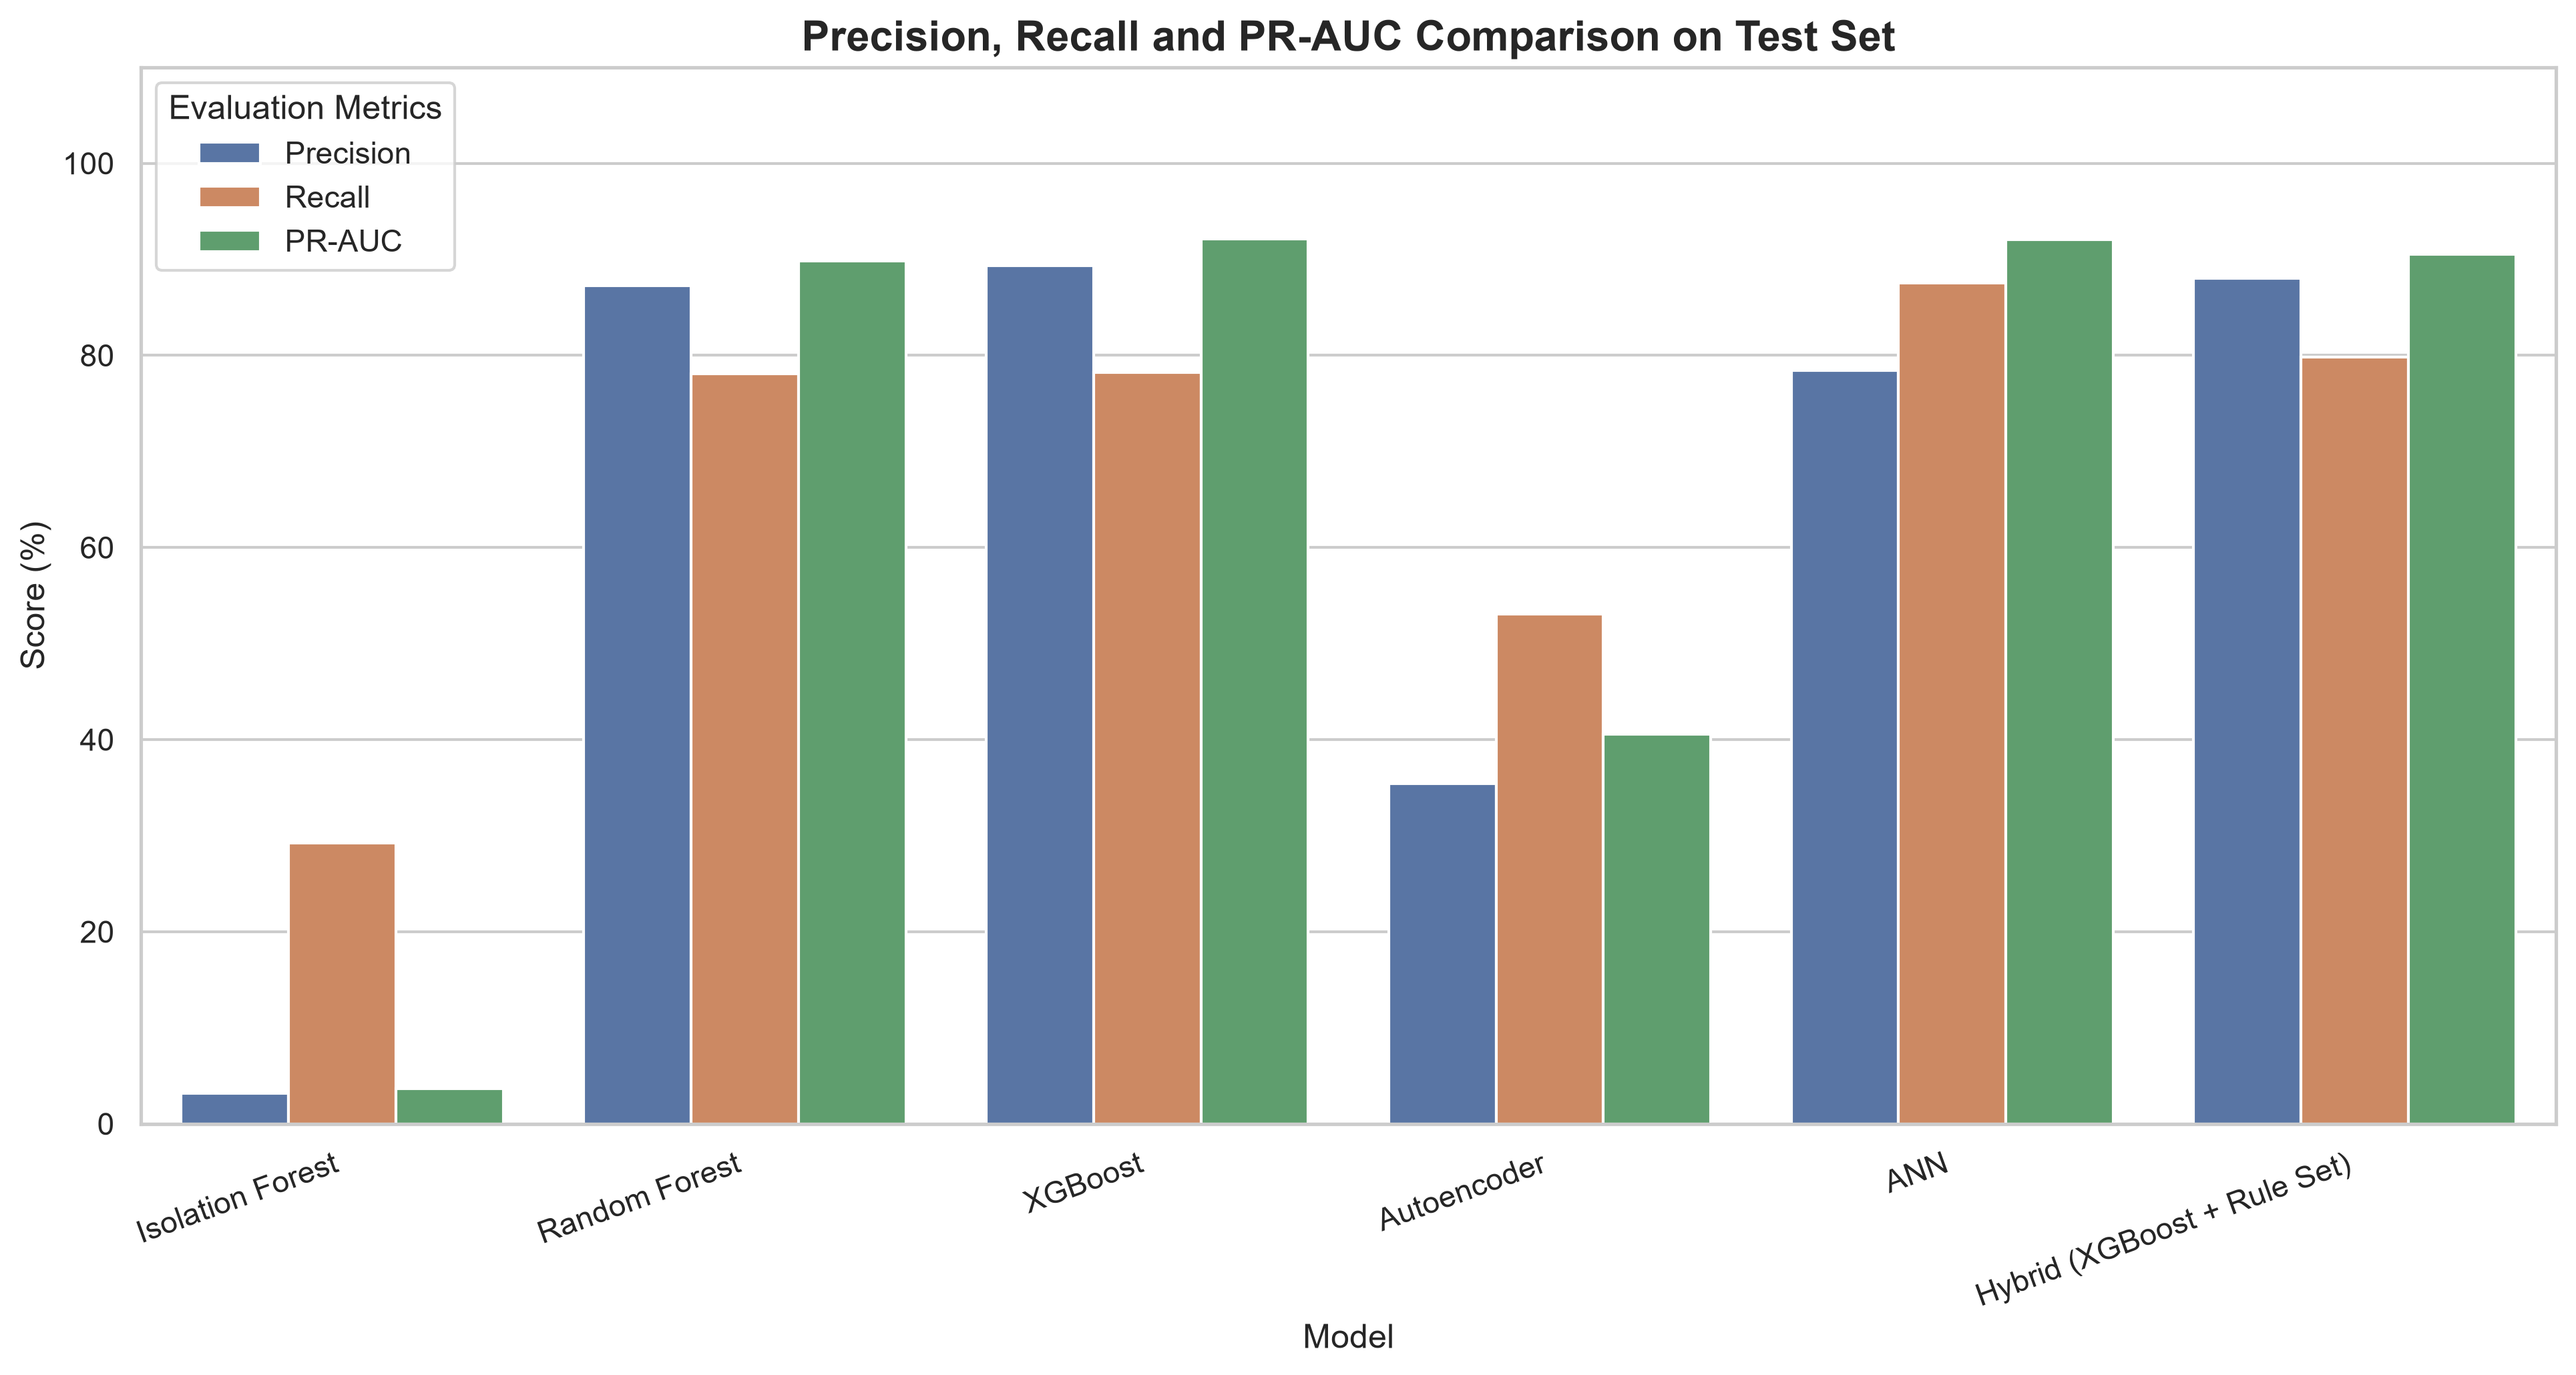 Precision, Recall and PR-AUC Comparison on Test Set
Evaluation Metrics
Precision
Recall
PR-AUC
100
80
60
40
20
0
Score (%)
Isolation Forest
Random Forest
XGBoost
Autoencoder
ANN
Hybrid (XGBoost + Rule Set)
Model